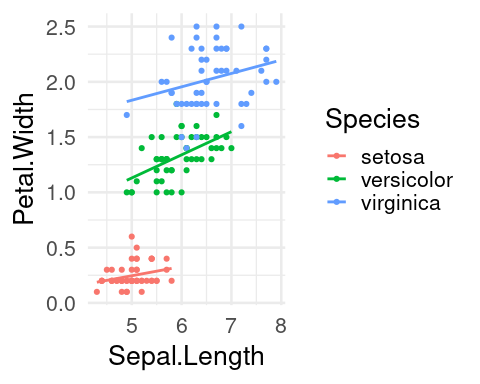 2.5
2.0
1.5
1.0
0.5
0.0
Petal.Width
5 6 7 8
Sepal.Length
Species
setosa
versicolor
virginica